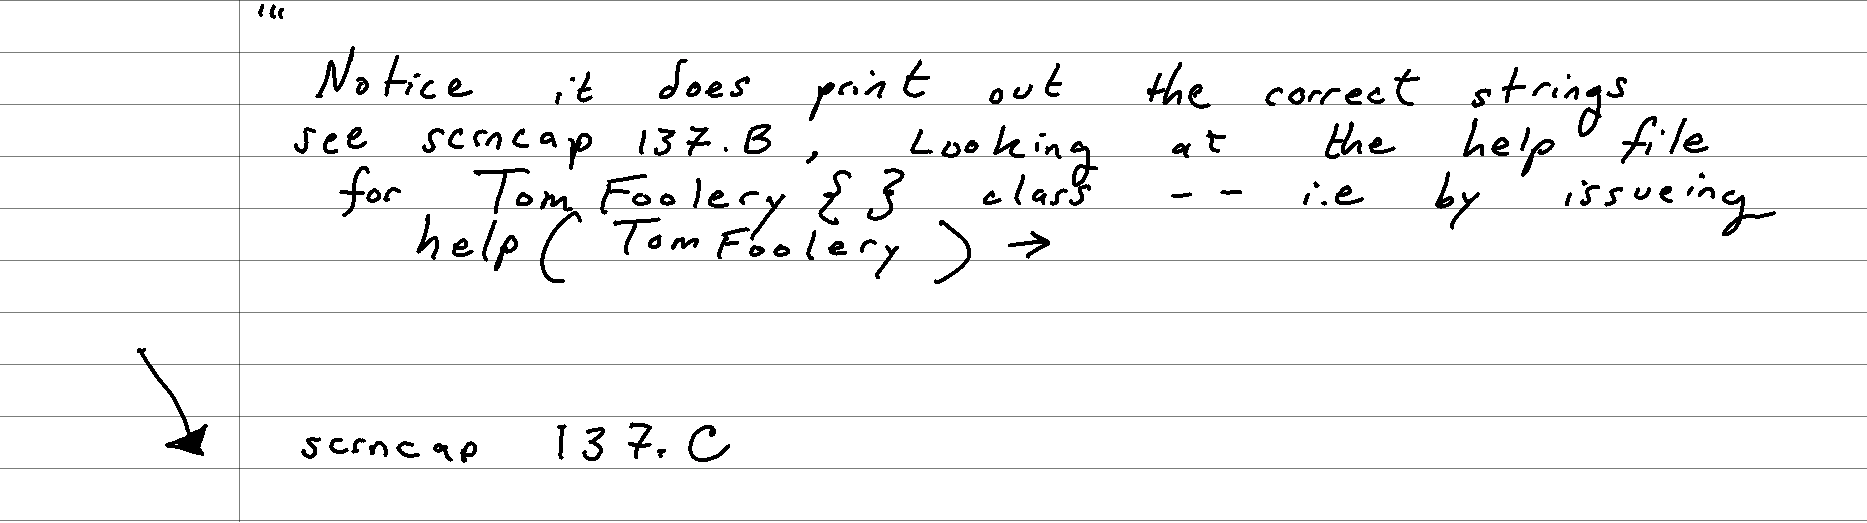 '''
Notice it does print out the correct strings
see scrncap 137.B, Looking at the help file
for TomFoolery { } class -- i.e by issueing
help( TomFoolery ) →
scrncap 137.C